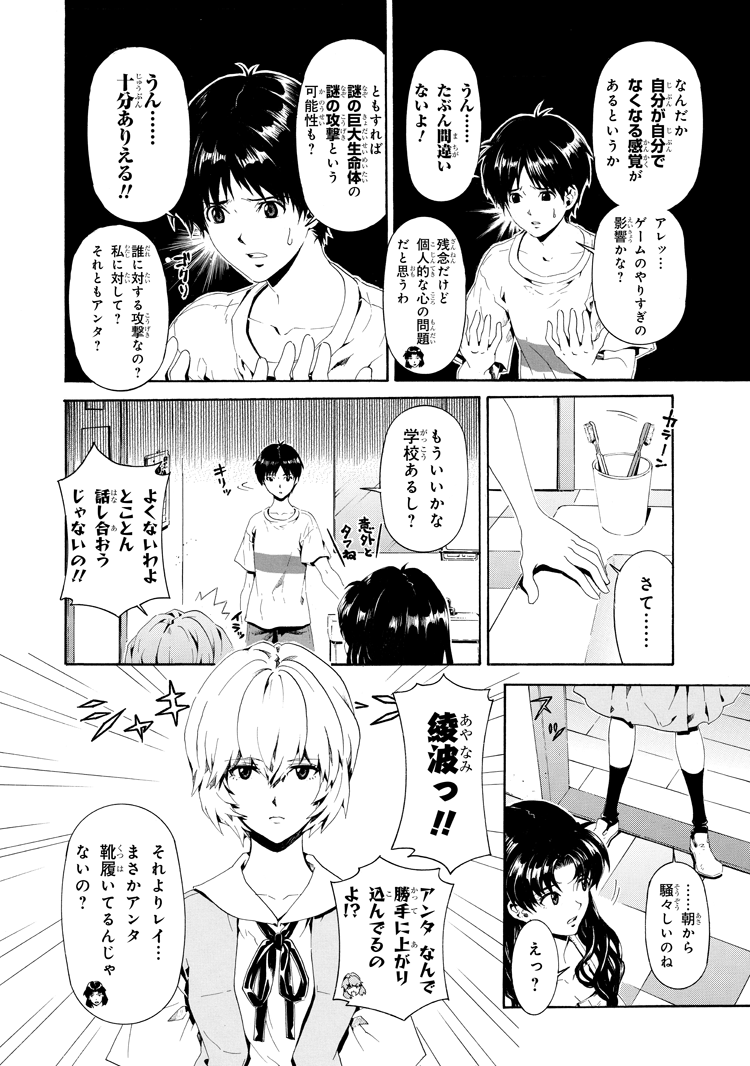 なんだか
自分が自分で
なくなる感覚が
あるというか
アレッ…
ゲームのやりすぎの
影響かな？
うん……
たぶん間違い
ないよ！
残念だけど
個人的な心の問題
だと思うわ
ともすれば
謎の巨大生命体の
謎の攻撃という
可能性も？
うん……
十分ありえる!!
ドキン
誰に対する攻撃なの？
私に対して？
それともアンタ？
カラーン
さて……
もういいかな
学校あるし？
キリッ
意外と
タフね
よくないわよ
とことん
話し合おう
じゃないの!!
……朝から
騒々しいのね
えっ？
綾波っ!!
ジャキ
アンタ なんで
勝手に上がり
込んでるの
よ!?
それよりレイ…
まさかアンタ
靴履いてるんじゃ
ないの？